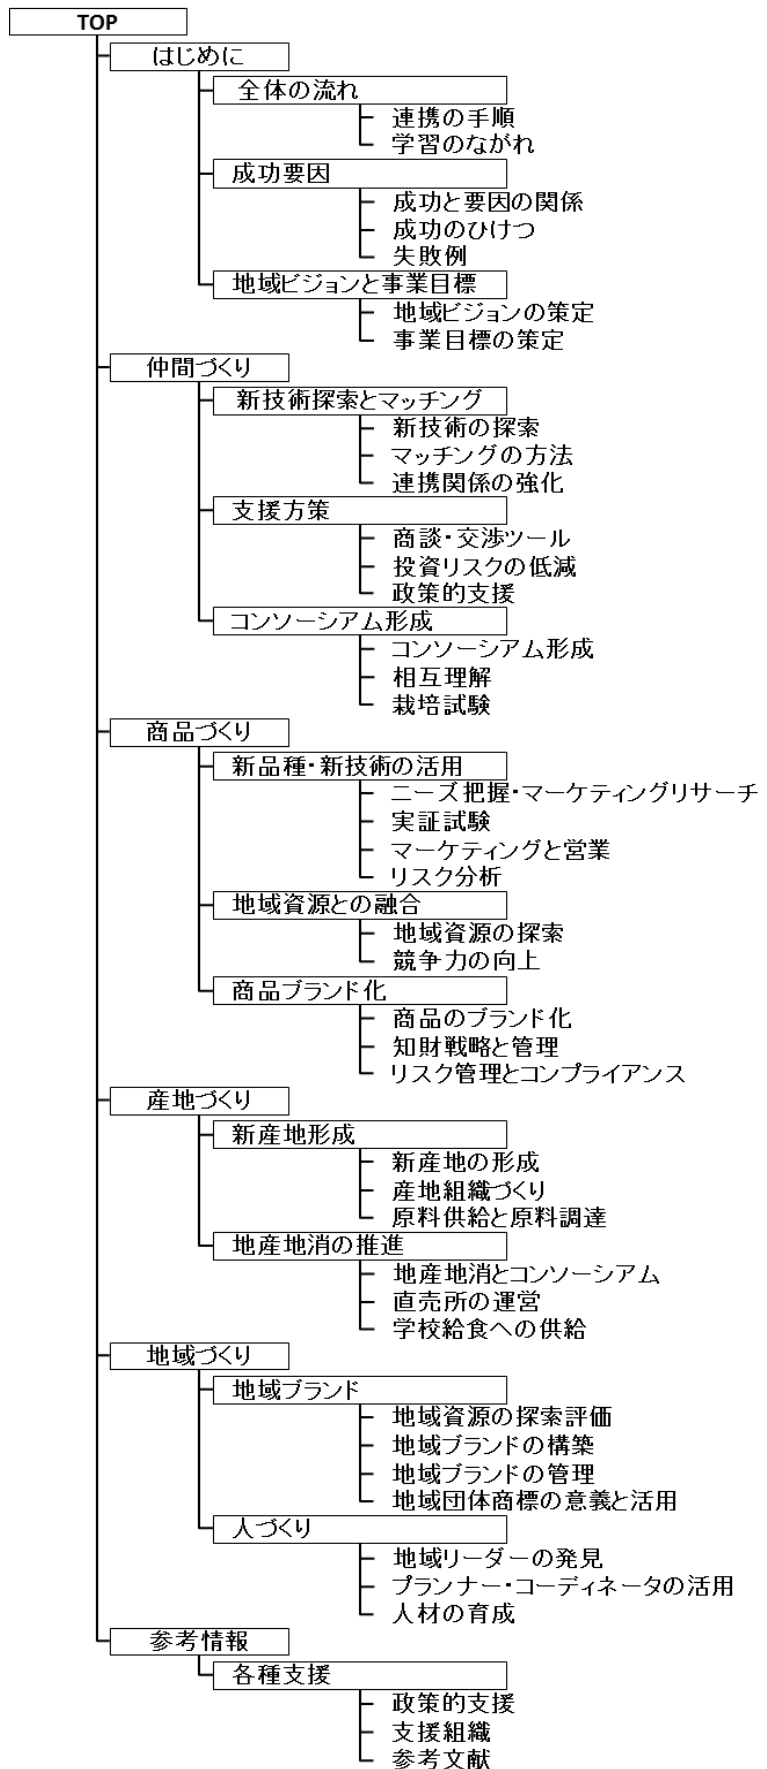 TOP
はじめに
全体の流れ
連携の手順
学習のながれ
成功要因
成功と要因の関係
成功のひけつ
失敗例
地域ビジョンと事業目標
地域ビジョンの策定
事業目標の策定
仲間づくり
新技術探索とマッチング
新技術の探索
マッチングの方法
連携関係の強化
支援方策
商談・交渉ツール
投資リスクの低減
政策的支援
コンソーシアム形成
コンソーシアム形成
相互理解
栽培試験
商品づくり
新品種・新技術の活用
ニーズ把握・マーケティングリサーチ
実証試験
マーケティングと営業
リスク分析
地域資源との融合
地域資源の探索
競争力の向上
商品ブランド化
商品のブランド化
知財戦略と管理
リスク管理とコンプライアンス
産地づくり
新産地形成
新産地の形成
産地組織づくり
原料供給と原料調達
地産地消の推進
地産地消とコンソーシアム
直売所の運営
学校給食への供給
地域づくり
地域ブランド
地域資源の探索評価
地域ブランドの構築
地域ブランドの管理
地域団体商標の意義と活用
人づくり
地域リーダーの発見
プランナー・コーディネータの活用
人材の育成
参考情報
各種支援
政策的支援
支援組織
参考文献